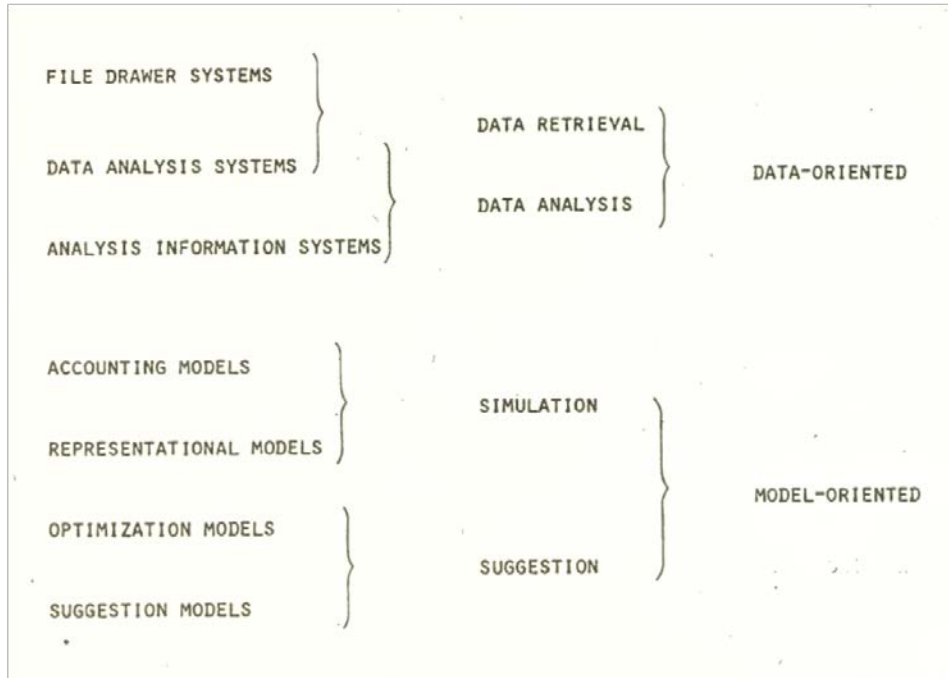 FILE DRAWER SYSTEMS
DATA RETRIEVAL
DATA ANALYSIS SYSTEMS
DATA-ORIENTED
DATA ANALYSIS
ANALYSIS INFORMATION SYSTEMS
ACCOUNTING MODELS
SIMULATION
REPRESENTATIONAL MODELS
MODEL-ORIENTED
OPTIMIZATION MODELS
SUGGESTION
SUGGESTION MODELS